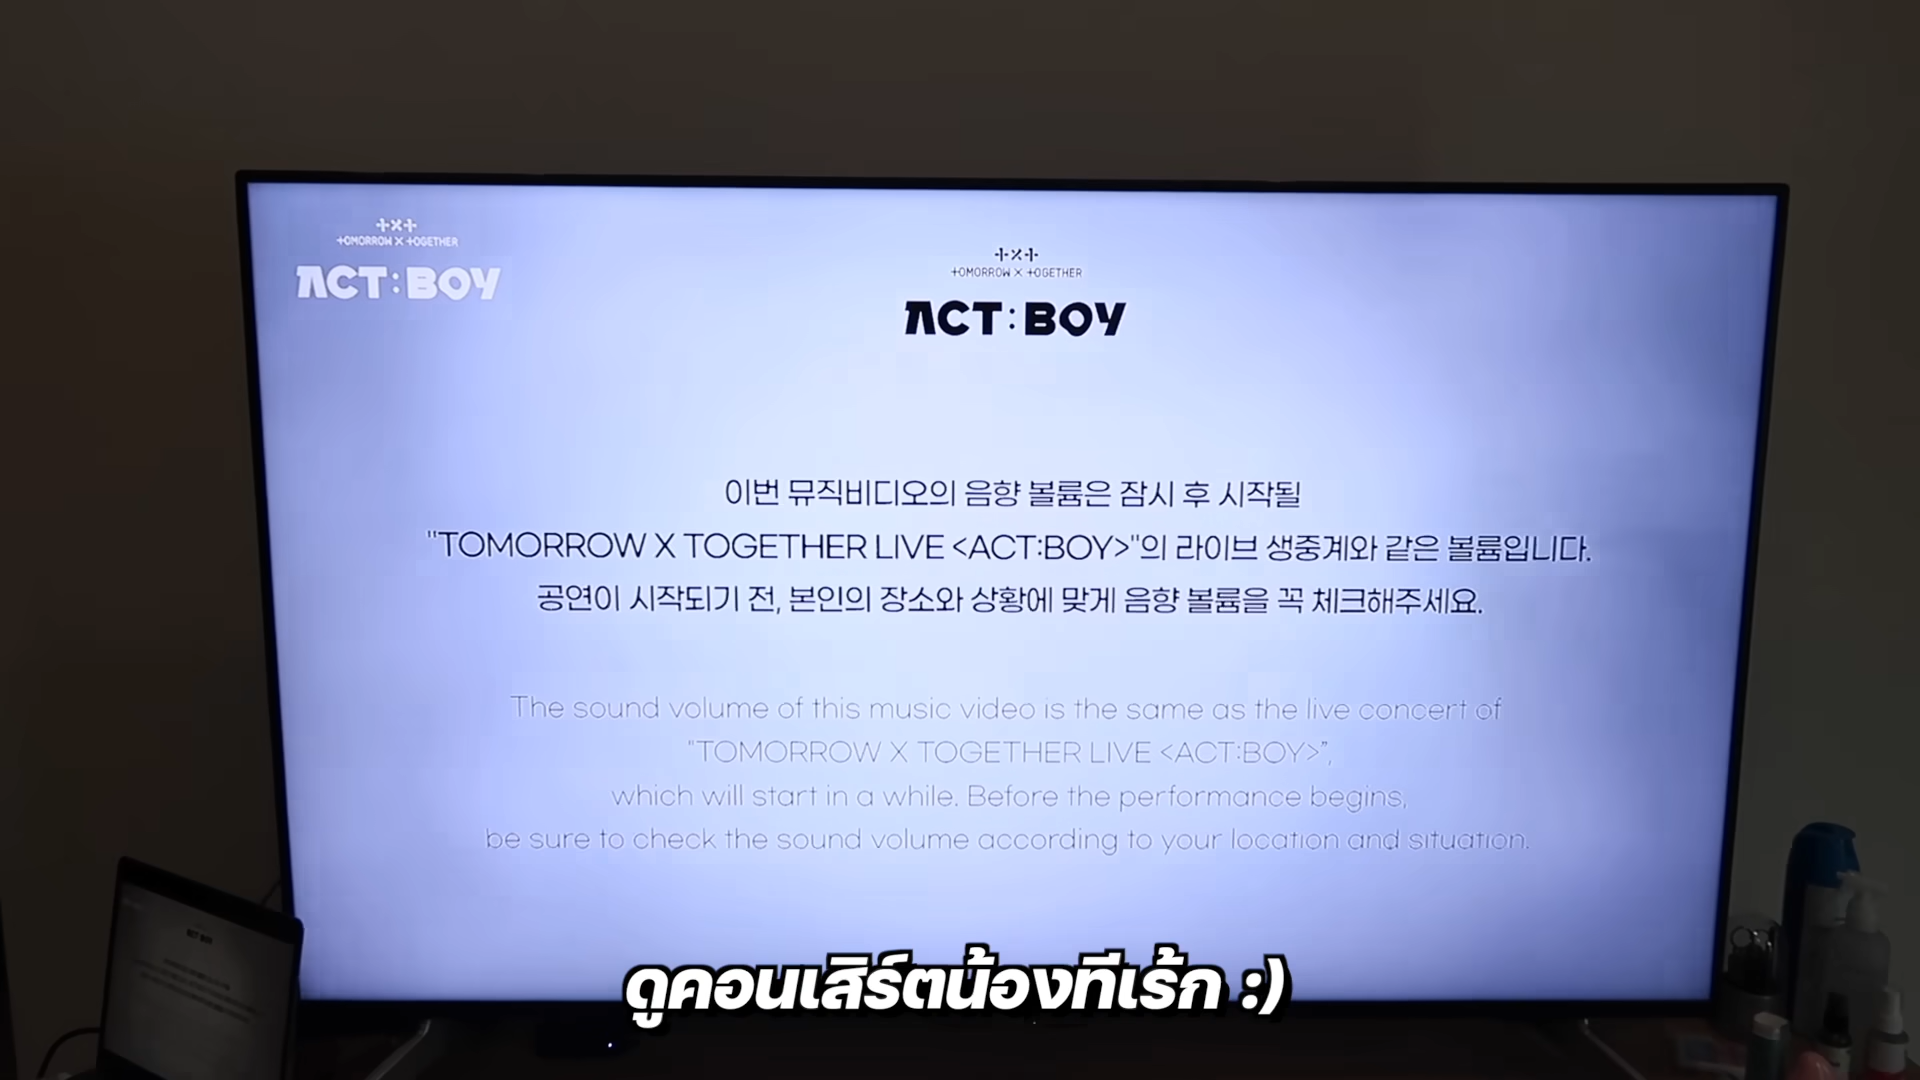 TOMORROW X TOGETHER
ACT:BOY
TOMORROW X TOGETHER
ACT:BOY
이번 뮤직비디오의 음향 볼륨은 잠시 후 시작될
"TOMORROW X TOGETHER LIVE <ACT:BOY>"의 라이브 생중계와 같은 볼륨입니다.
공연이 시작되기 전, 본인의 장소와 상황에 맞게 음향 볼륨을 꼭 체크해주세요.
The sound volume of this music video is the same as the live concert of
"TOMORROW X TOGETHER LIVE <ACT:BOY>",
which will start in a while. Before the performance begins,
be sure to check the sound volume according to your location and situation.
ดูคอนเสิร์ตน้องทีเร้ก :)